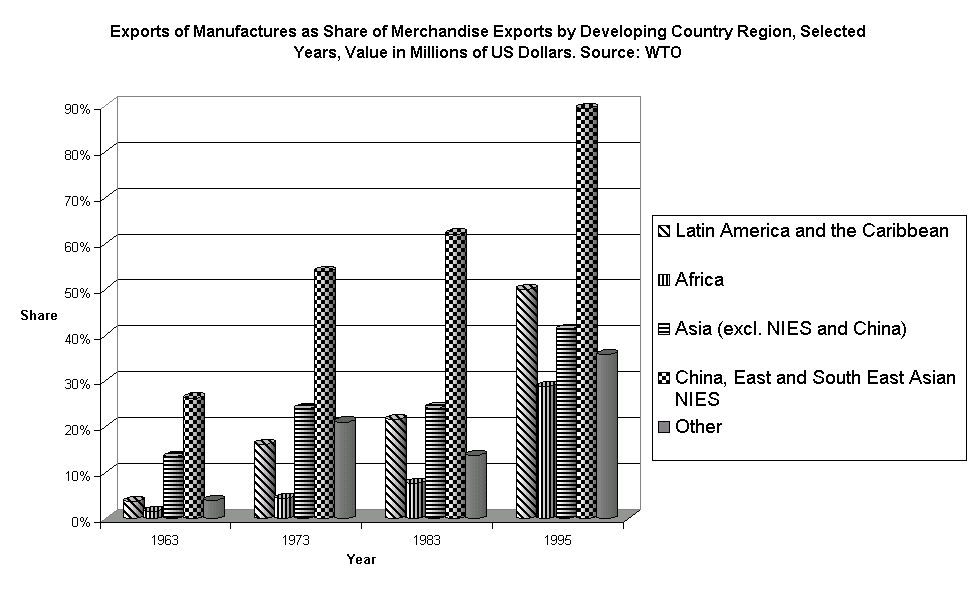 Exports of Manufactures as Share of Merchandise Exports by Developing Country Region, Selected
Years, Value in Millions of US Dollars. Source: WTO
90%
80%
70%
60%
50%
40%
30%
20%
10%
0%
Share
1963
1973
1983
1995
Year
Latin America and the Caribbean
Africa
Asia (excl. NIES and China)
China, East and South East Asian
NIES
Other